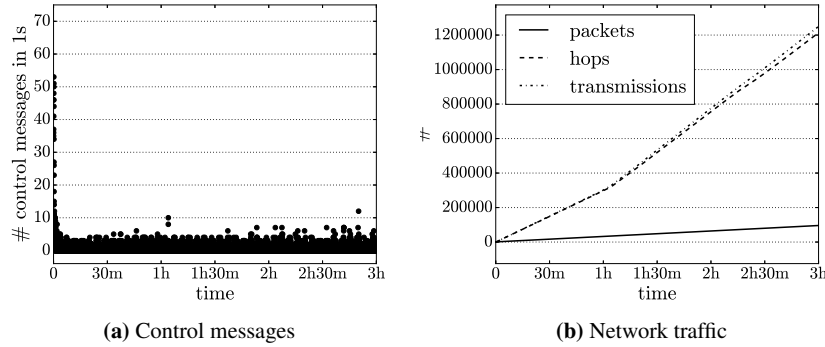 70
60
50
40
30
20
10
0
# control messages in 1s
0 30m 1h 1h30m 2h 2h30m 3h
time
(a) Control messages
1200000
1000000
800000
600000
400000
200000
0
#
packets
hops
transmissions
0 30m 1h 1h30m 2h 2h30m 3h
time
(b) Network traffic